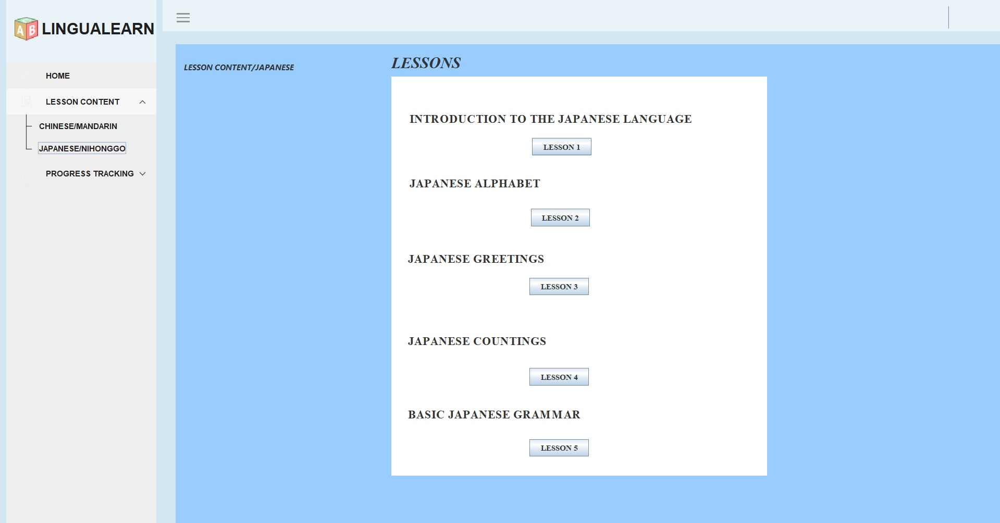 LINGUALEARN
HOME
LESSON CONTENT
CHINESE/MANDARIN
JAPANESE/NIHONGGO
PROGRESS TRACKING
LESSON CONTENT/JAPANESE
LESSONS
INTRODUCTION TO THE JAPANESE LANGUAGE
LESSON 1
JAPANESE ALPHABET
LESSON 2
JAPANESE GREETINGS
LESSON 3
JAPANESE COUNTINGS
LESSON 4
BASIC JAPANESE GRAMMAR
LESSON 5